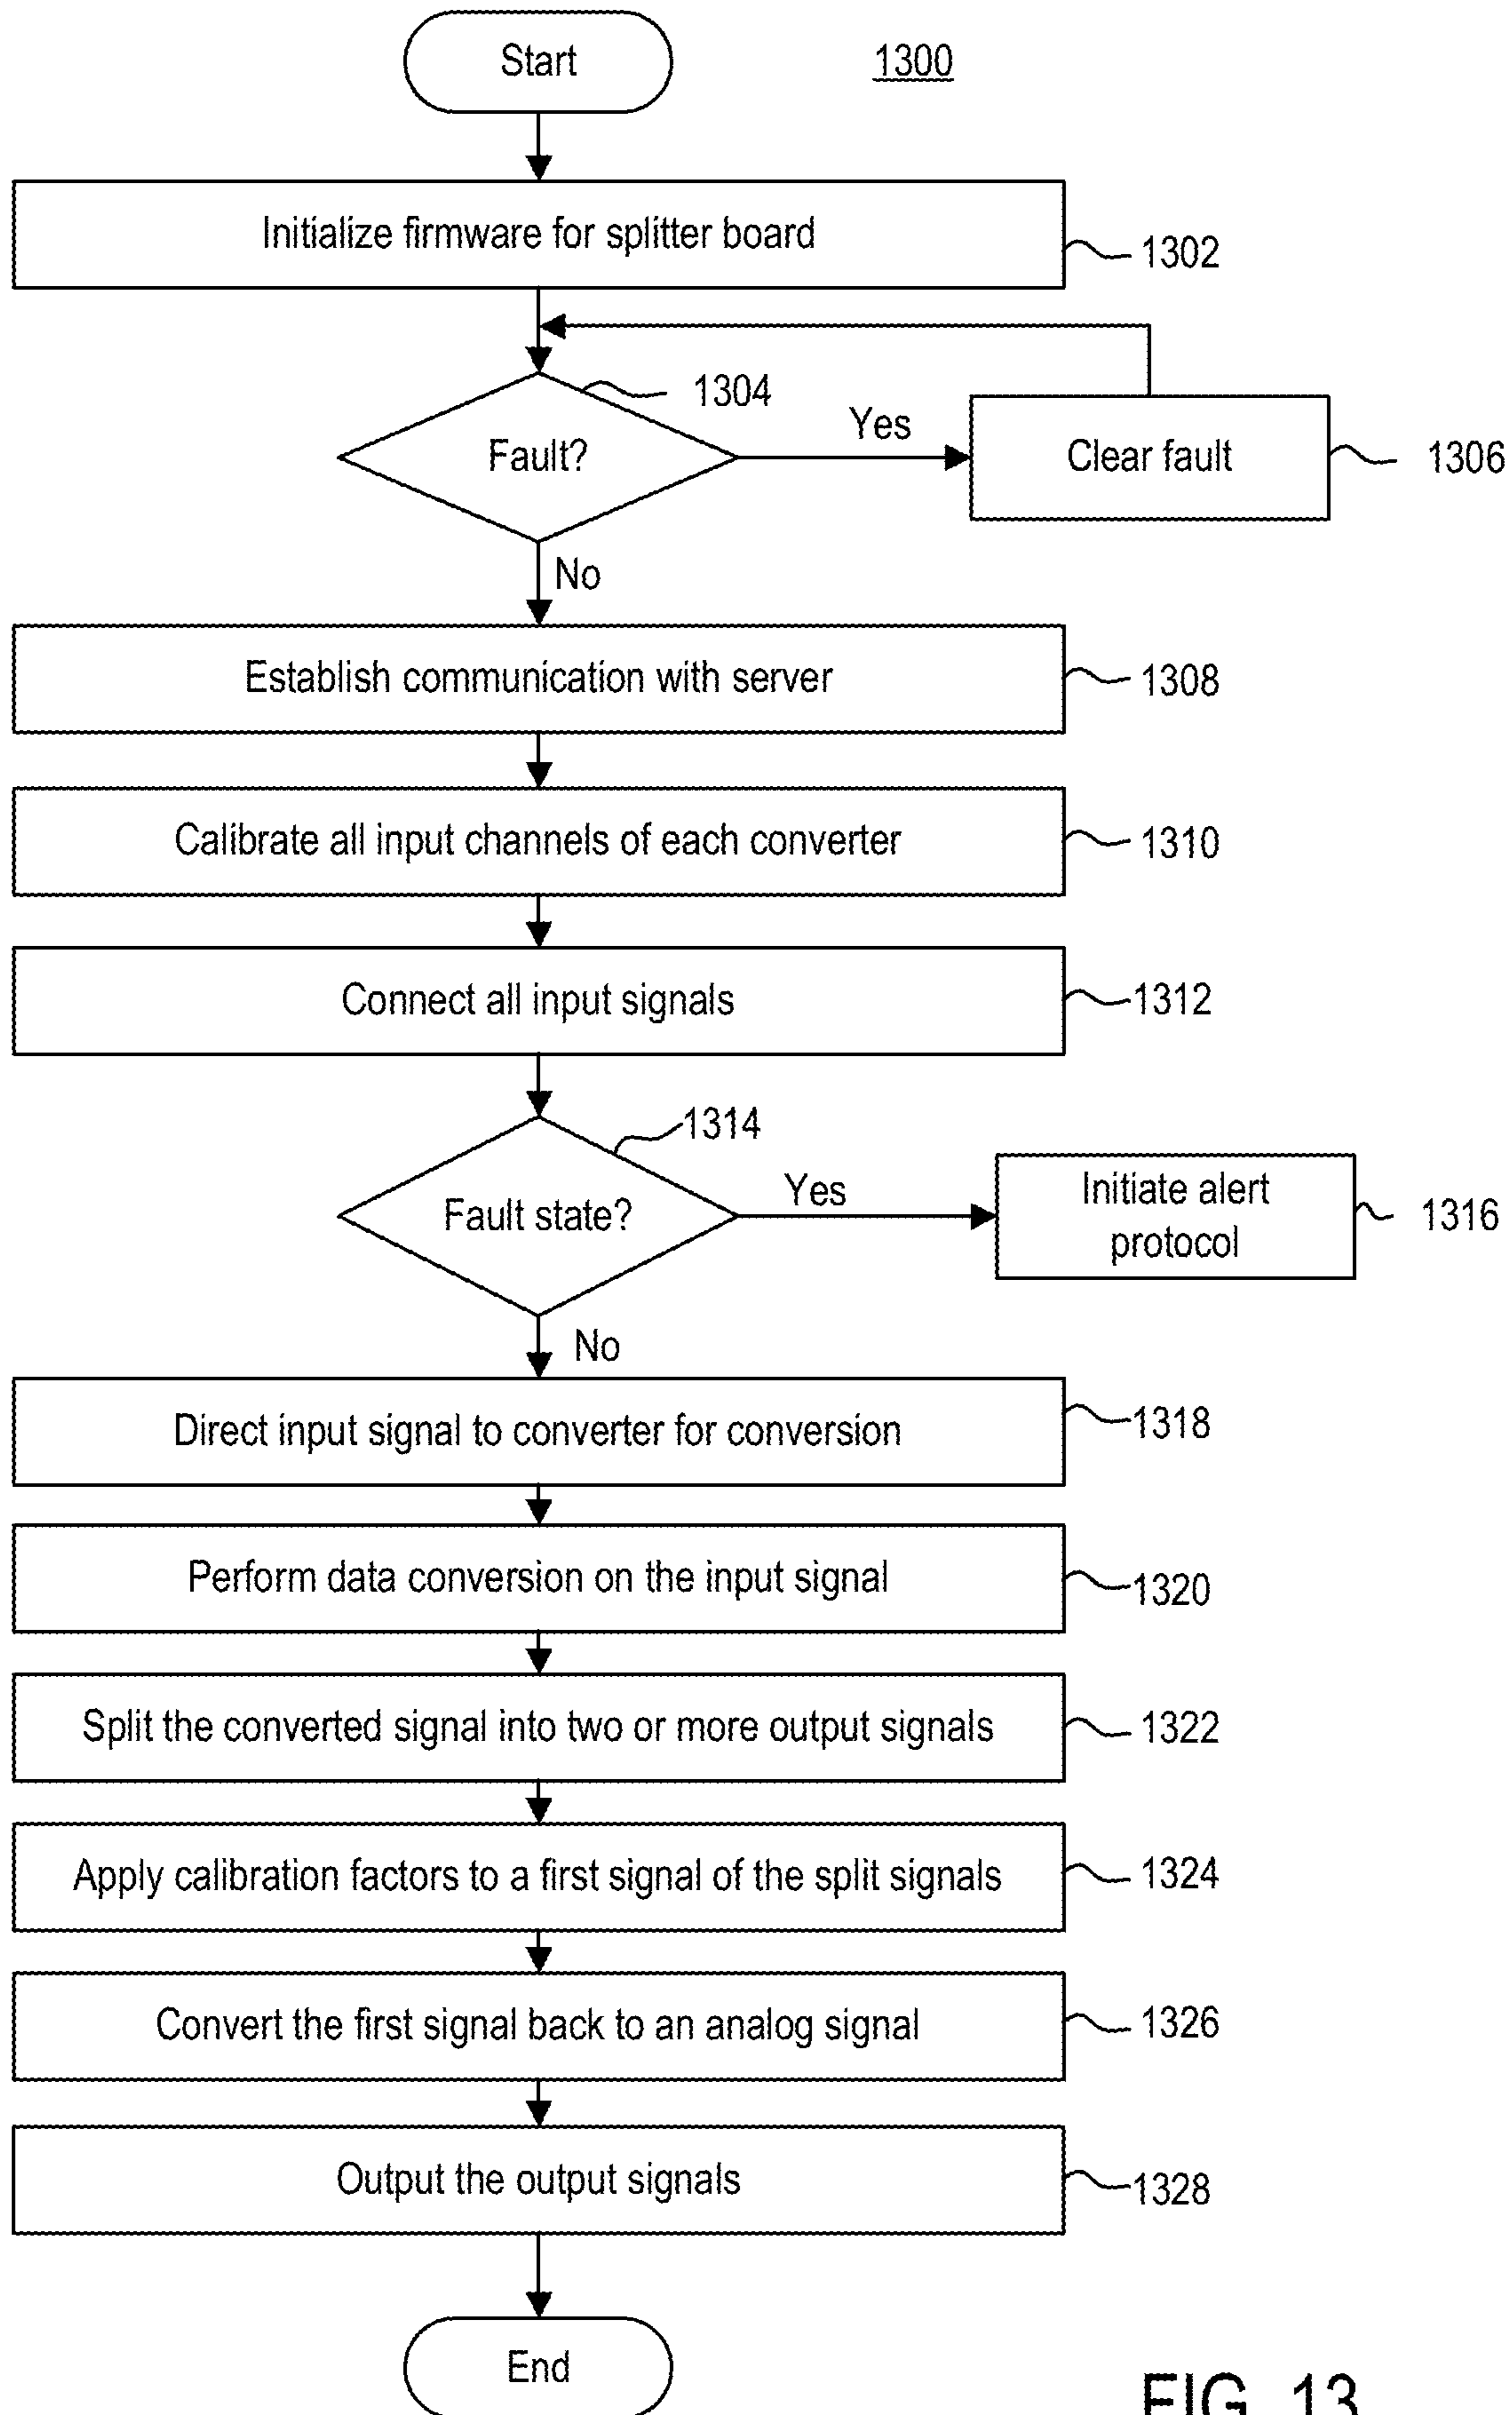 Start
1300
Initialize firmware for splitter board
1302
1304
Fault?
Yes
Clear fault
1306
No
Establish communication with server
1308
Calibrate all input channels of each converter
1310
Connect all input signals
1312
1314
Fault state?
Yes
Initiate alert
protocol
1316
No
Direct input signal to converter for conversion
1318
Perform data conversion on the input signal
1320
Split the converted signal into two or more output signals
1322
Apply calibration factors to a first signal of the split signals
1324
Convert the first signal back to an analog signal
1326
Output the output signals
1328
End
FIG. 13